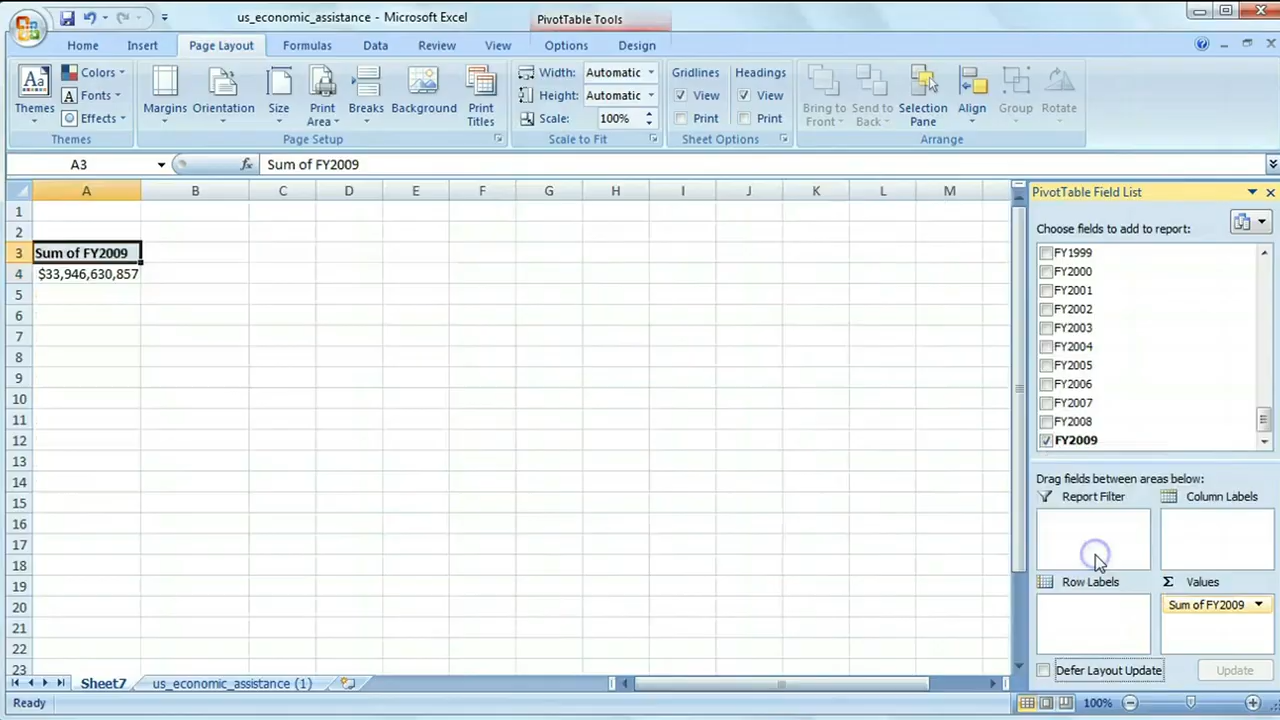 us_economic_assistance - Microsoft Excel
PivotTable Tools
Home Insert Page Layout Formulas Data Review View Options Design
Themes
Colors
Fonts
Effects
Themes
Margins Orientation Size Print Area Breaks Background Print Titles
Page Setup
Width: Automatic
Height: Automatic
Scale: 100%
Scale to Fit
Gridlines Headings
View View
Print Print
Sheet Options
Bring to Front Send to Back Selection Pane Align Group Rotate
Arrange
A3 fx Sum of FY2009
A B C D E F G H I J K L M
1
2
3 Sum of FY2009
4 $33,946,630,857
5
6
7
8
9
10
11
12
13
14
15
16
17
18
19
20
21
22
23
PivotTable Field List
Choose fields to add to report:
FY1999
FY2000
FY2001
FY2002
FY2003
FY2004
FY2005
FY2006
FY2007
FY2008
FY2009
Drag fields between areas below:
Report Filter Column Labels
Row Labels Σ Values
Sum of FY2009
Defer Layout Update Update
Sheet7 us_economic_assistance (1)
Ready 100%